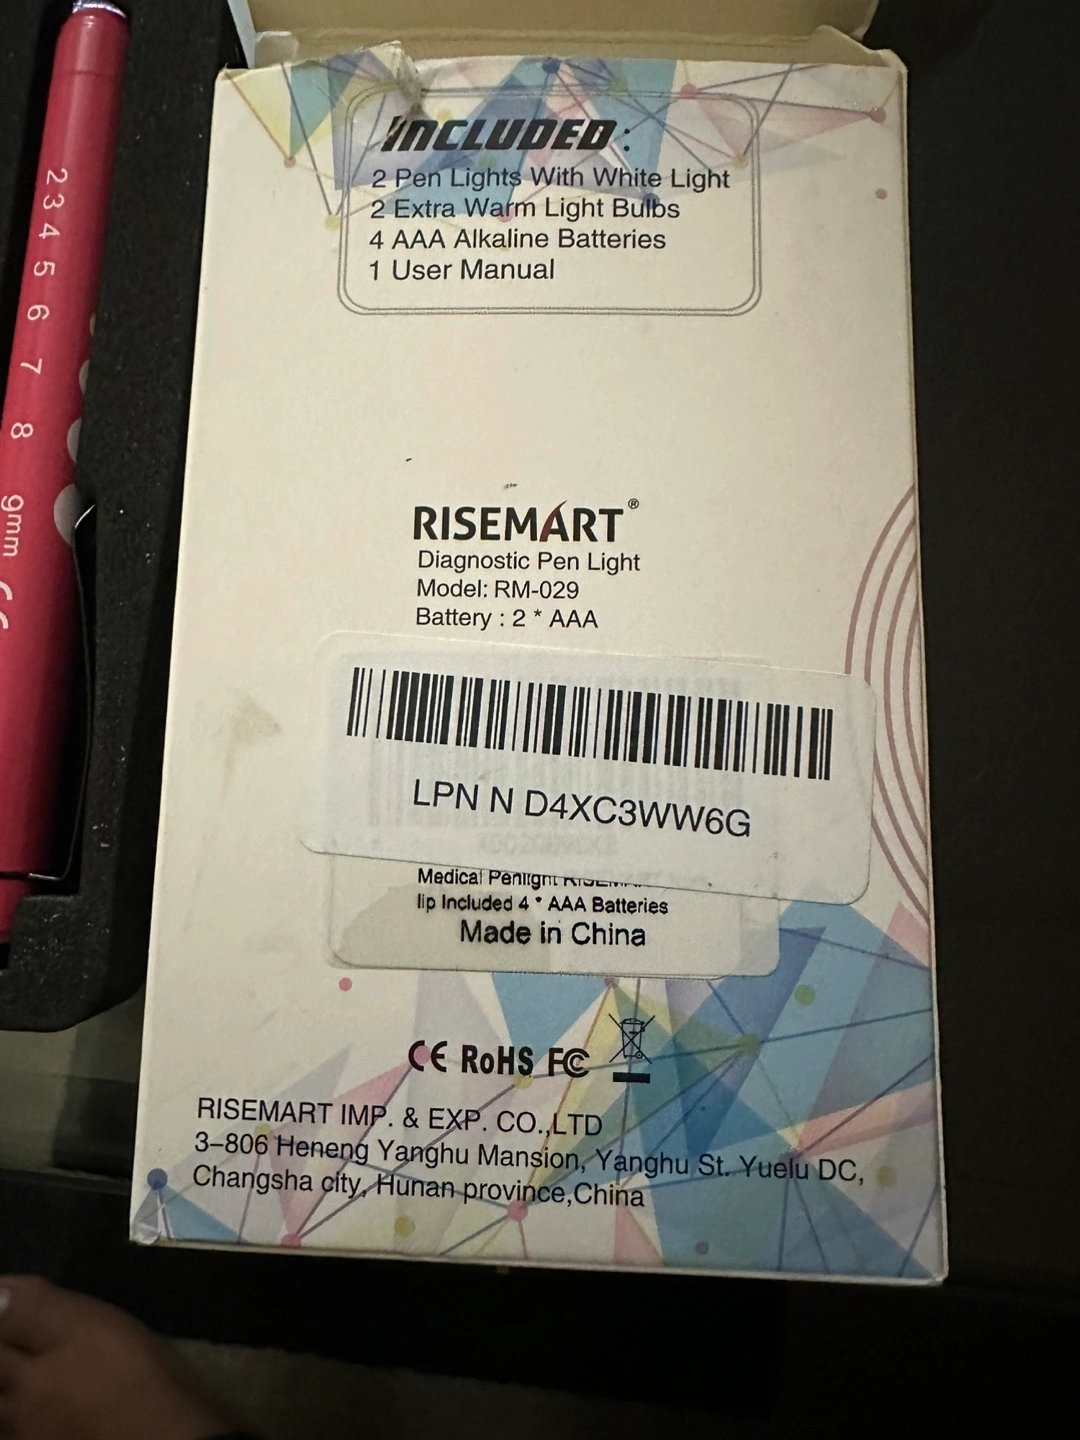 INCLUDED:
2 Pen Lights With White Light
2 Extra Warm Light Bulbs
4 AAA Alkaline Batteries
1 User Manual
2 3 4 5 6 7 8 9mm
RISEMART®
Diagnostic Pen Light
Model: RM-029
Battery : 2 * AAA
LPN N D4XC3WW6G
Medical Penlight
lip Included 4 * AAA Batteries
Made in China
CE RoHS FC
RISEMART IMP. & EXP. CO.,LTD
3-806 Heneng Yanghu Mansion, Yanghu St. Yuelu DC,
Changsha city, Hunan province,China